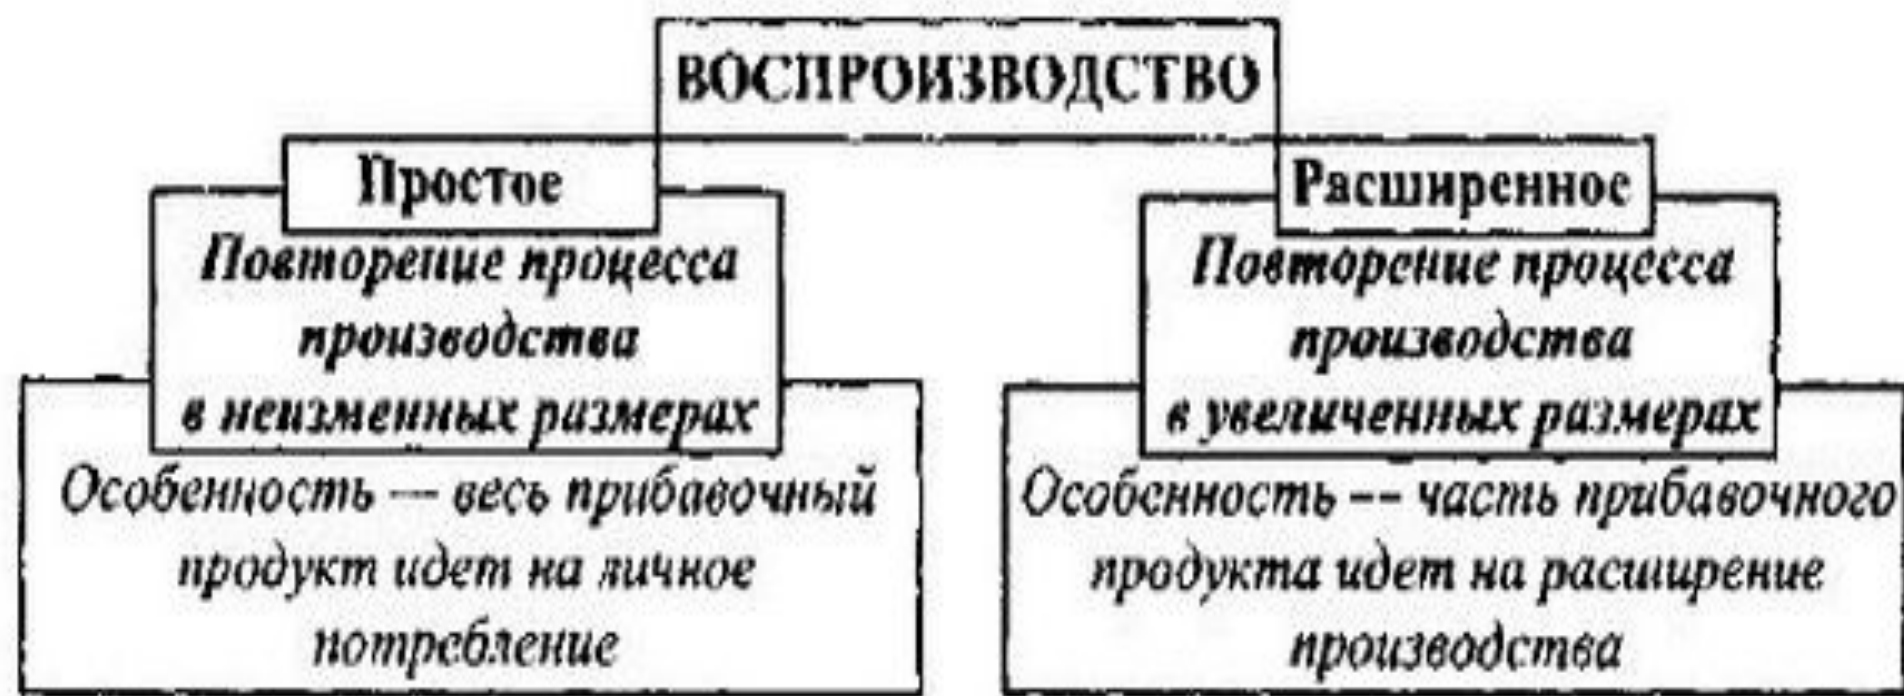 ВОСПРОИЗВОДСТВО
Простое
Повторение процесса
производства
в неизменных размерах
Особенность — весь прибавочный
продукт идет на личное
потребление
Расширенное
Повторение процесса
производства
в увеличенных размерах
Особенность — часть прибавочного
продукта идет на расширение
производства